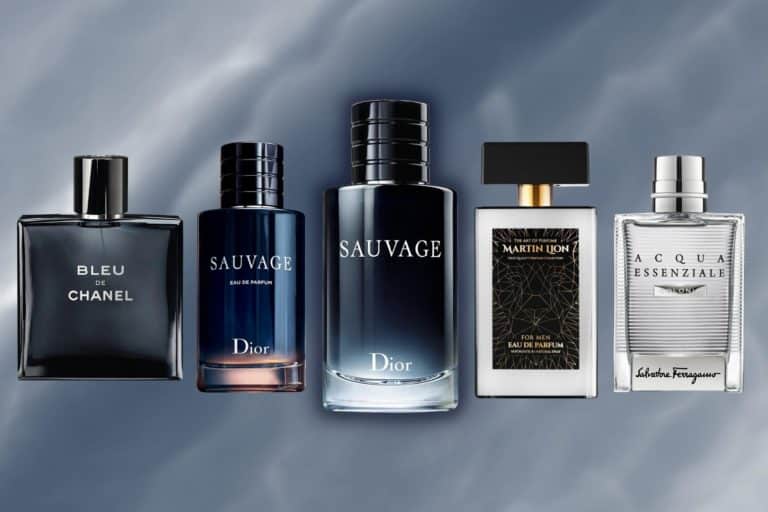 BLEU
DE
CHANEL
SAUVAGE
EAU DE PARFUM
Dior
SAUVAGE
Dior
THE ART OF PERFUME
MARTIN LION
FOR MEN
EAU DE PARFUM
ACQUA
ESSENZIALE
Salvatore Ferragamo